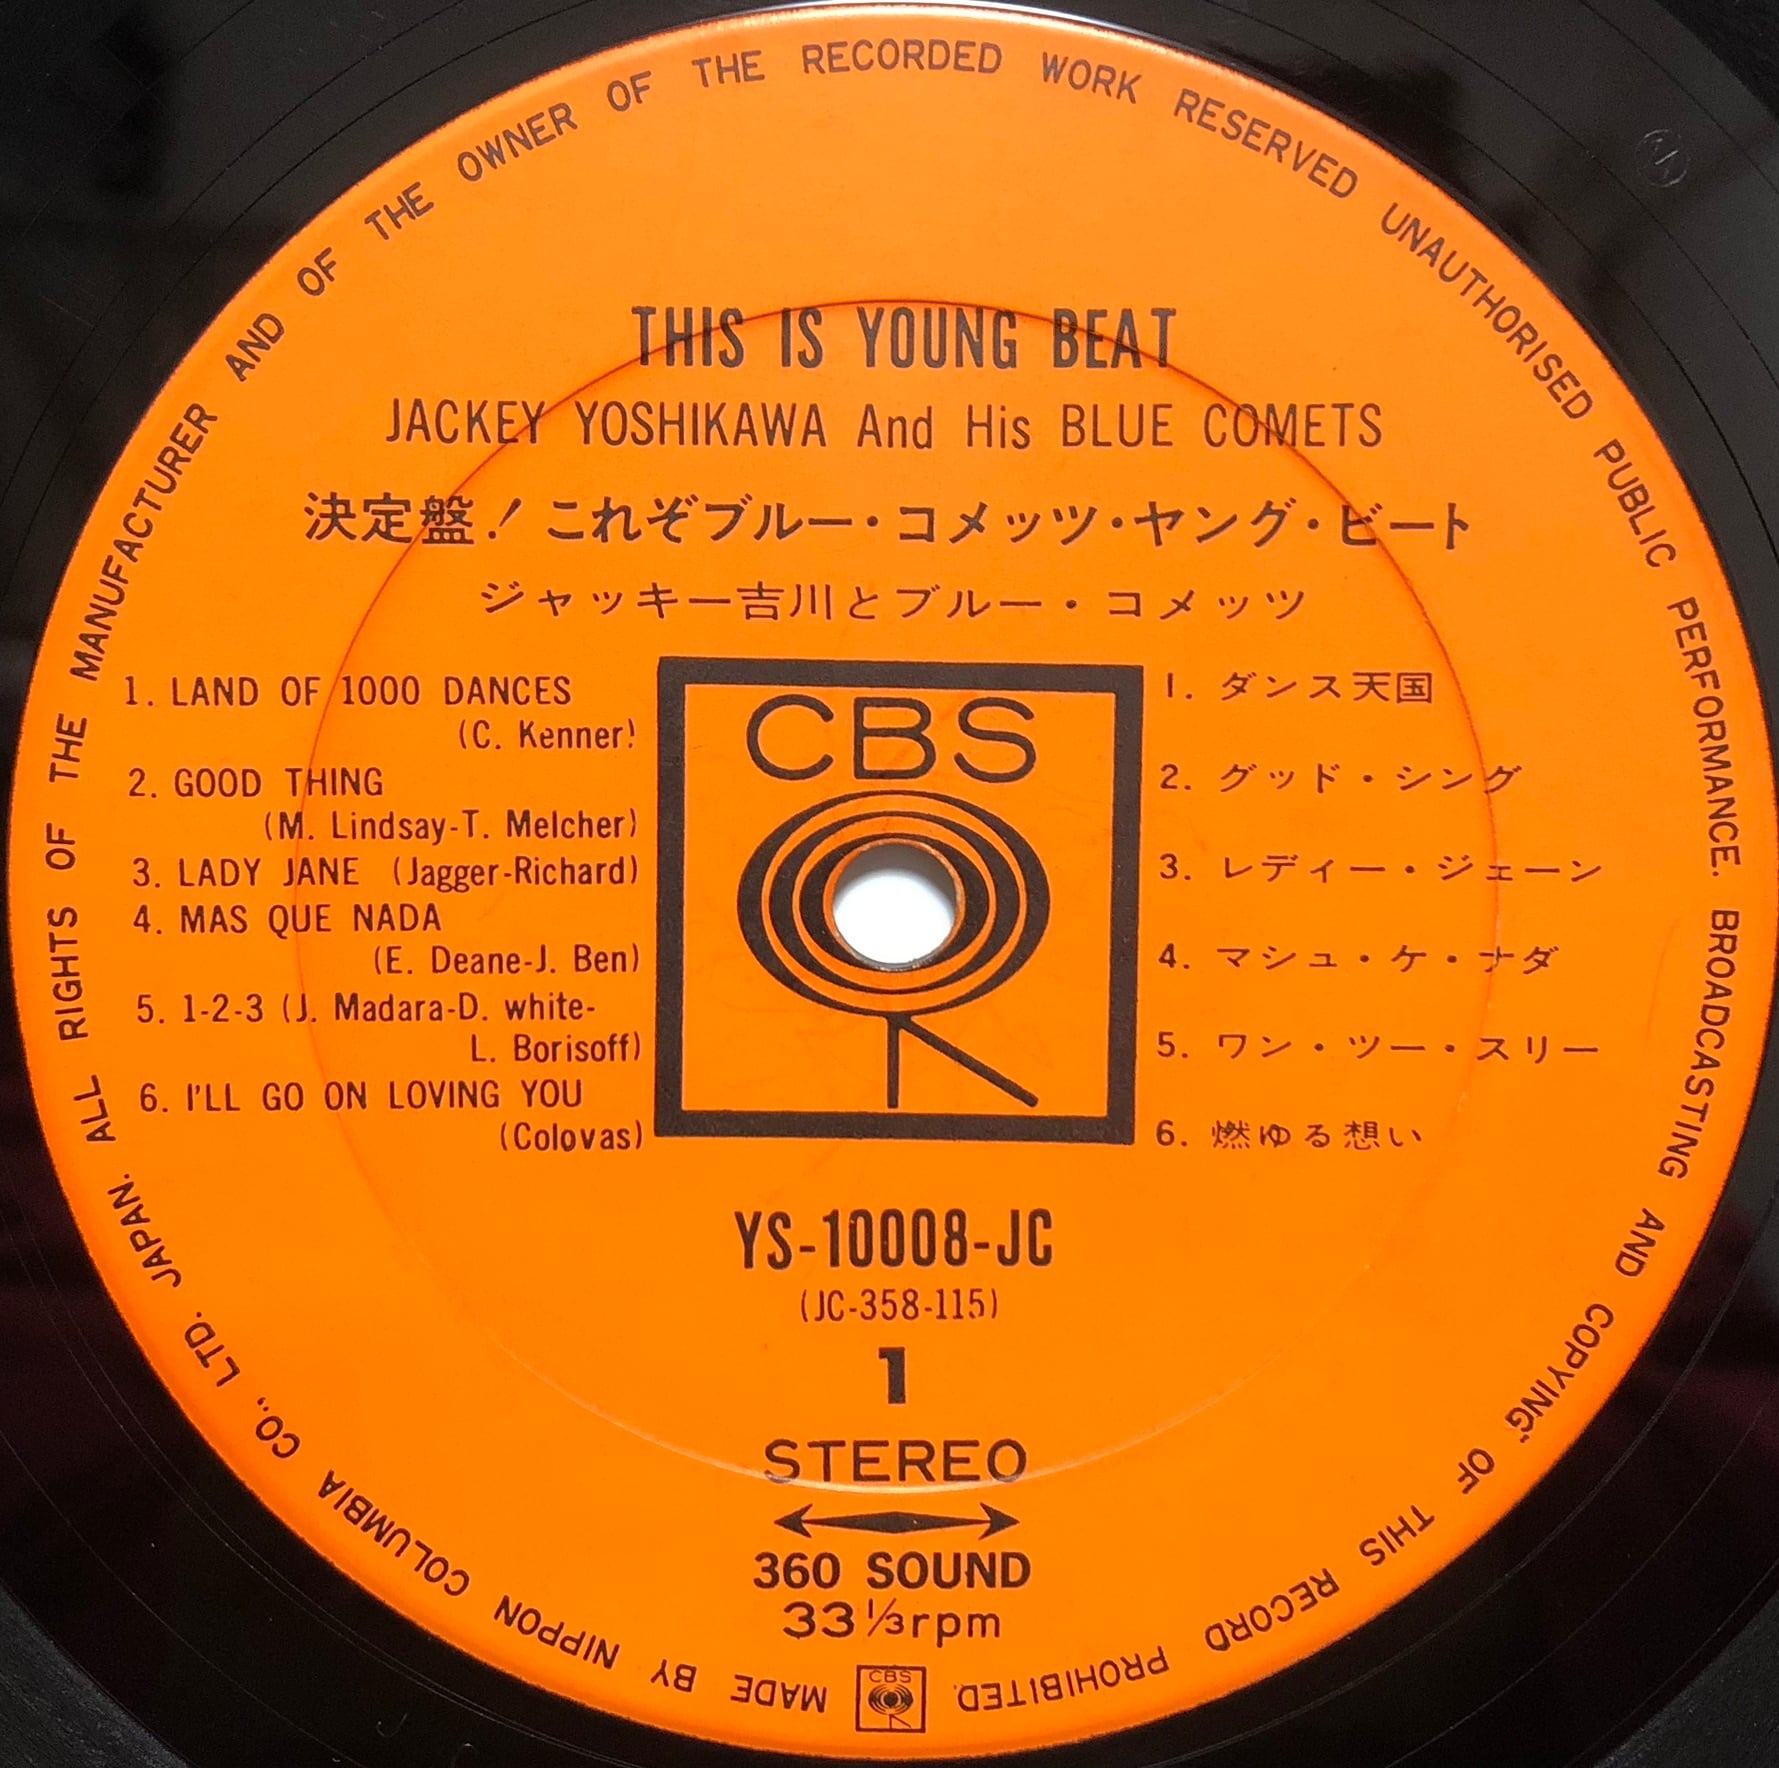 ALL RIGHTS OF THE MANUFACTURER AND OF THE OWNER OF THE RECORDED WORK RESERVED UNAUTHORISED PUBLIC PERFORMANCE. BROADCASTING AND COPYING" OF THIS RECORD PROHIBITED.
THIS IS YOUNG BEAT
JACKEY YOSHIKAWA And His BLUE COMETS
決定盤！これぞブルー・コメッツ・ヤング・ビート
ジャッキー吉川とブルー・コメッツ
1. LAND OF 1000 DANCES
(C. Kenner!
2. GOOD THING
(M. Lindsay-T. Melcher)
3. LADY JANE (Jagger-Richard)
4. MAS QUE NADA
(E. Deane-J. Ben)
5. 1-2-3 (J. Madara-D. white-
L. Borisoff)
6. I'LL GO ON LOVING YOU
(Colovas)
CBS
1. ダンス天国
2. グッド・シング
3. レディー・ジェーン
4. マシュ・ケ・ナダ
5. ワン・ツー・スリー
6. 燃ゆる想い
YS-10008-JC
(JC-358-115)
1
STEREO
360 SOUND
33⅓rpm
CBS
MADE BY NIPPON COLUMBIA CO., LTD. JAPAN.